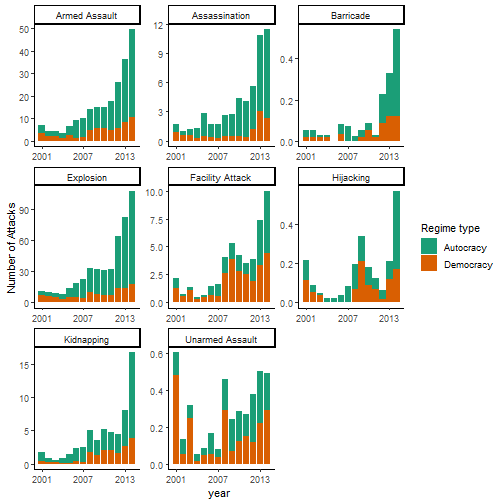 Armed Assault
Assassination
Barricade
50
40
30
20
10
0
2001 2007 2013
12
9
6
3
0
2001 2007 2013
0.4
0.2
0.0
2001 2007 2013
Explosion
Facility Attack
Hijacking
90
60
30
0
2001 2007 2013
10.0
7.5
5.0
2.5
0.0
2001 2007 2013
0.4
0.2
0.0
2001 2007 2013
Kidnapping
Unarmed Assault
15
10
5
0
2001 2007 2013
0.6
0.4
0.2
0.0
2001 2007 2013
Number of Attacks
year
Regime type
Autocracy
Democracy